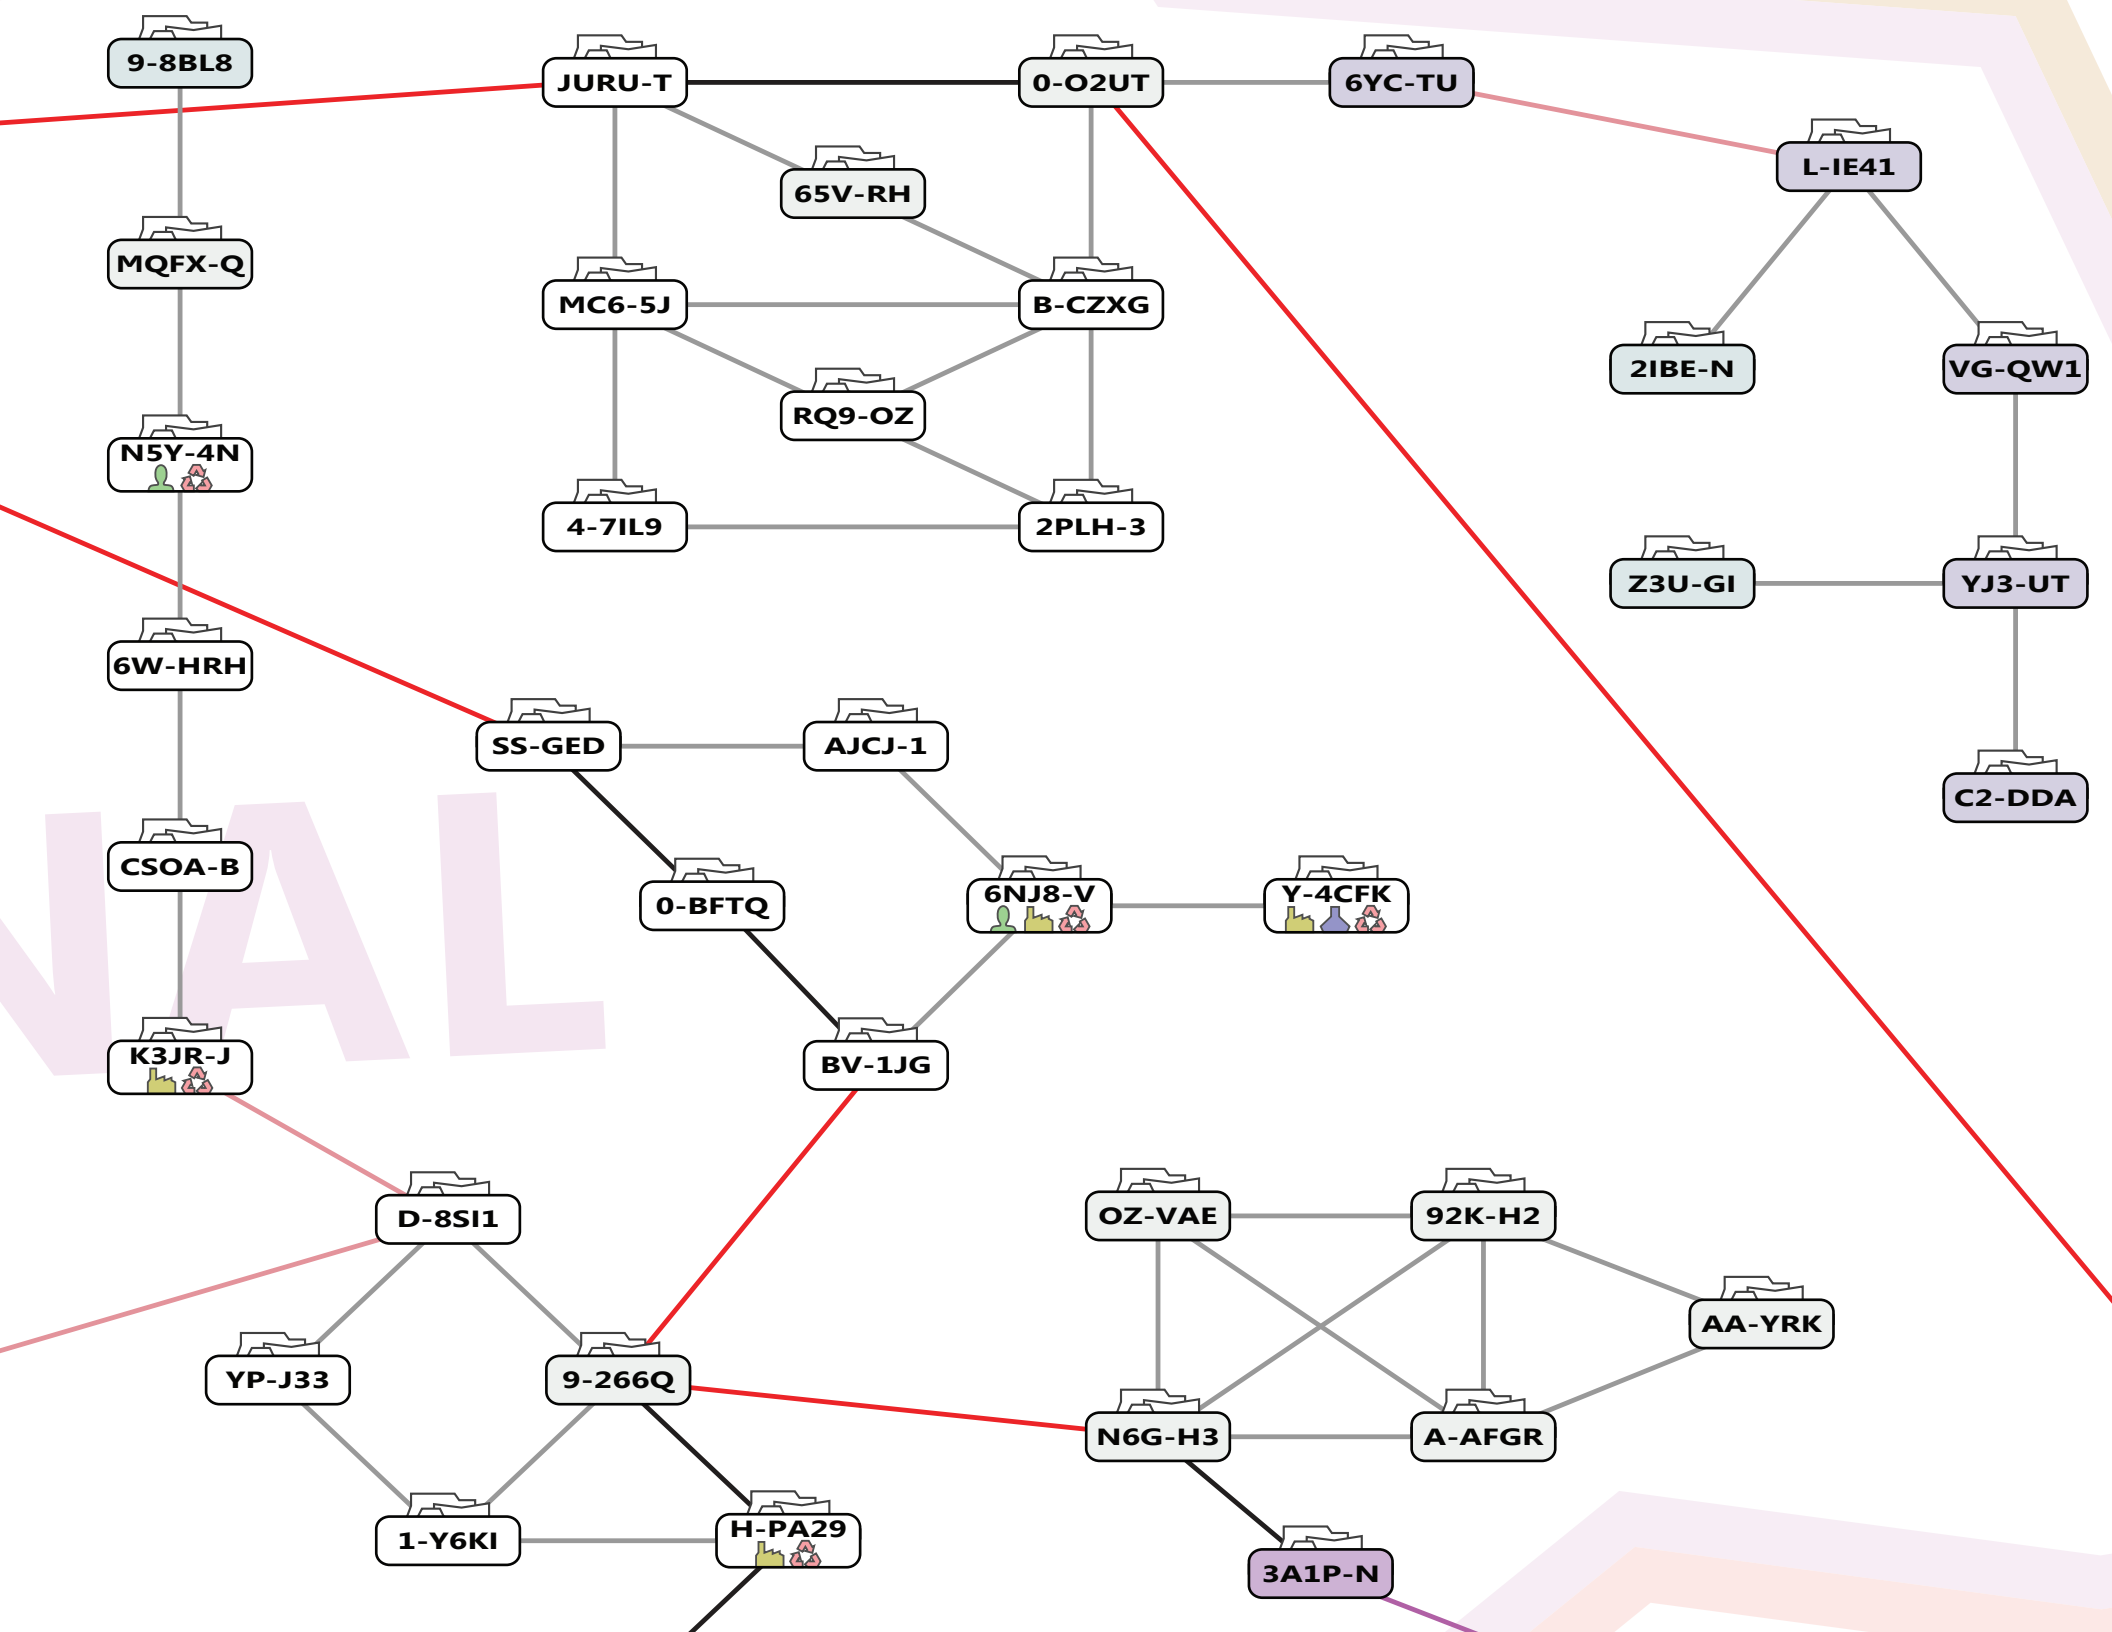 9-8BL8
JURU-T
0-O2UT
6YC-TU
L-IE41
65V-RH
MQFX-Q
MC6-5J
B-CZXG
2IBE-N
VG-QW1
RQ9-OZ
N5Y-4N
4-7IL9
2PLH-3
Z3U-GI
YJ3-UT
6W-HRH
SS-GED
AJCJ-1
C2-DDA
CSOA-B
0-BFTQ
6NJ8-V
Y-4CFK
NAL
K3JR-J
BV-1JG
D-8SI1
OZ-VAE
92K-H2
AA-YRK
YP-J33
9-266Q
N6G-H3
A-AFGR
1-Y6KI
H-PA29
3A1P-N